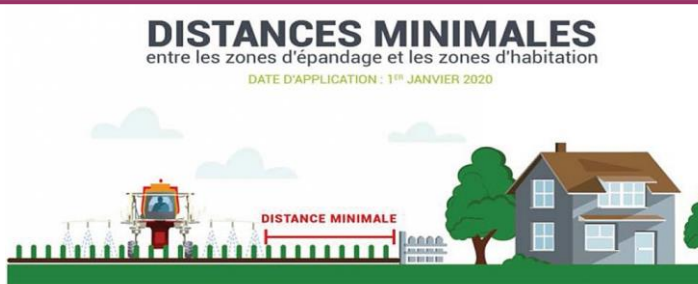 DISTANCES MINIMALES
entre les zones d'épandage et les zones d'habitation
DATE D'APPLICATION : 1ER JANVIER 2020
DISTANCE MINIMALE